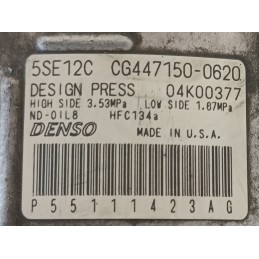 5SE12C CG447150-0620
DESIGN PRESS 04K00377
HIGH SIDE 3.53MPa LOW SIDE 1.67MPa
ND-OIL8 HFC134a
DENSO MADE IN U.S.A.
P55111423AG